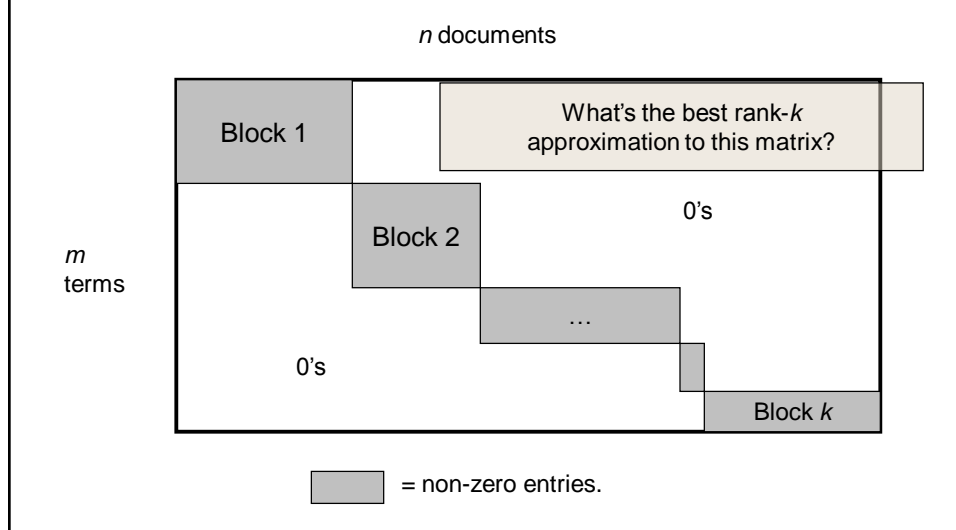 n documents
What's the best rank-k
approximation to this matrix?
Block 1
0's
Block 2
m
terms
…
0's
Block k
= non-zero entries.